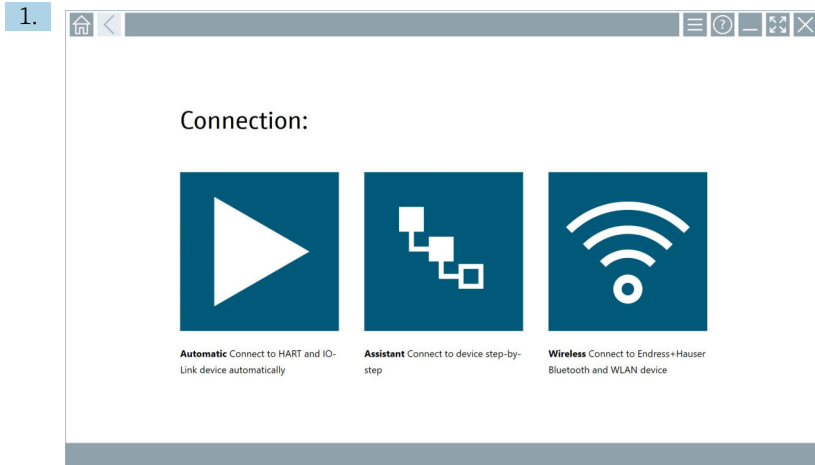 1.
Connection:
Automatic Connect to HART and IO-
Link device automatically
Assistant Connect to device step-by-
step
Wireless Connect to Endress+Hauser
Bluetooth and WLAN device